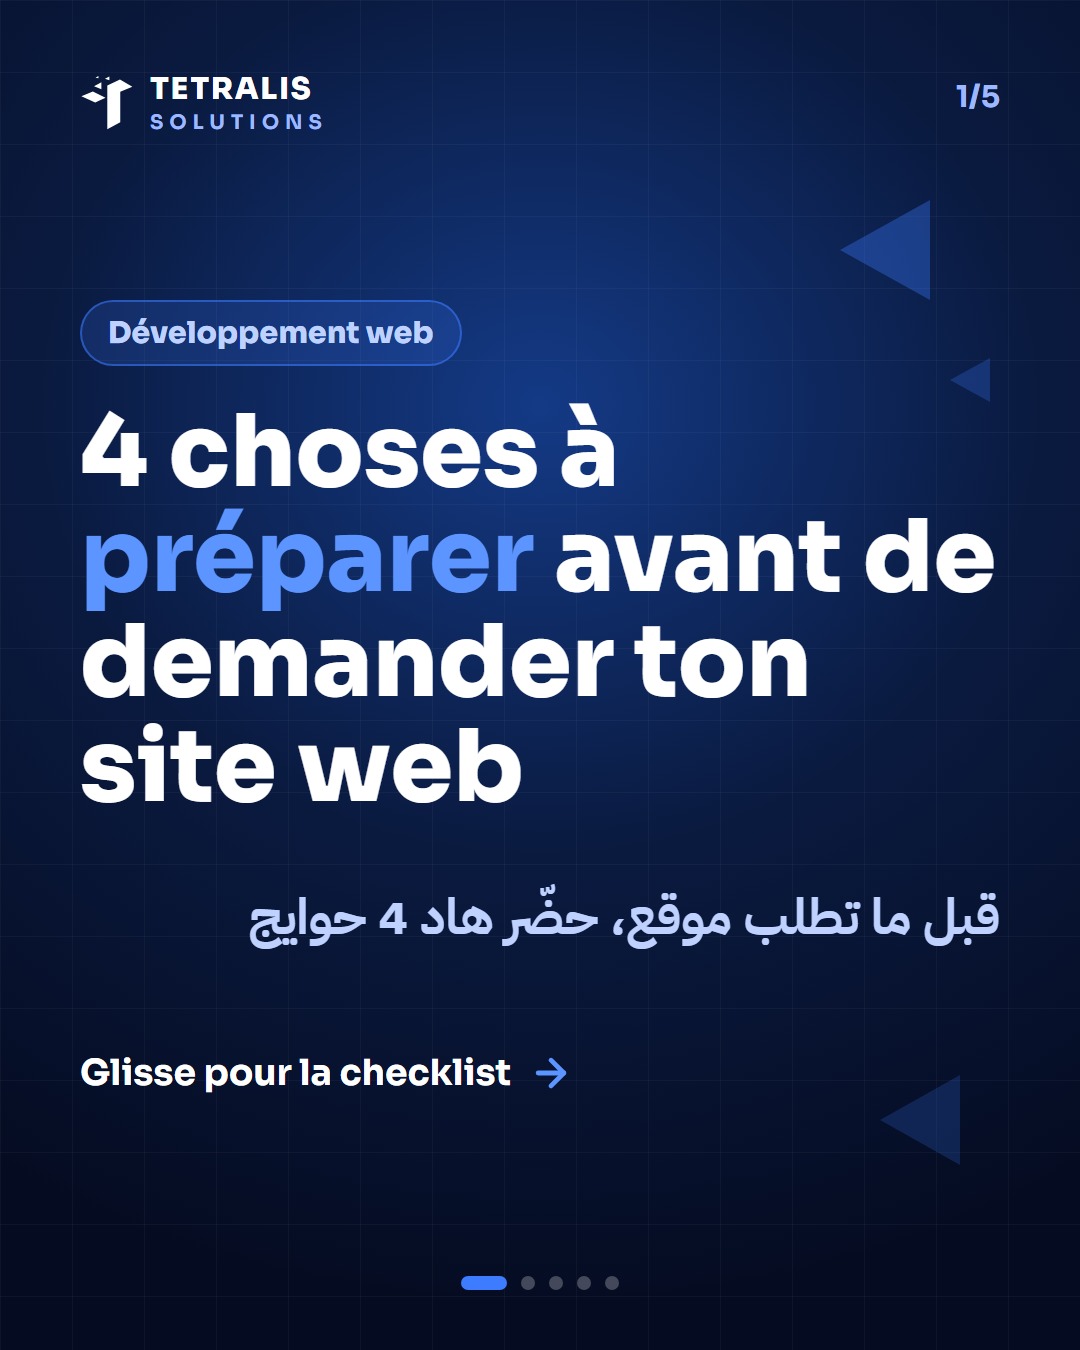 TETRALIS
SOLUTIONS
1/5
Développement web
4 choses à
préparer avant de
demander ton
site web
قبل ما تطلب موقع، حضّر هاد 4 حوايج
Glisse pour la checklist →